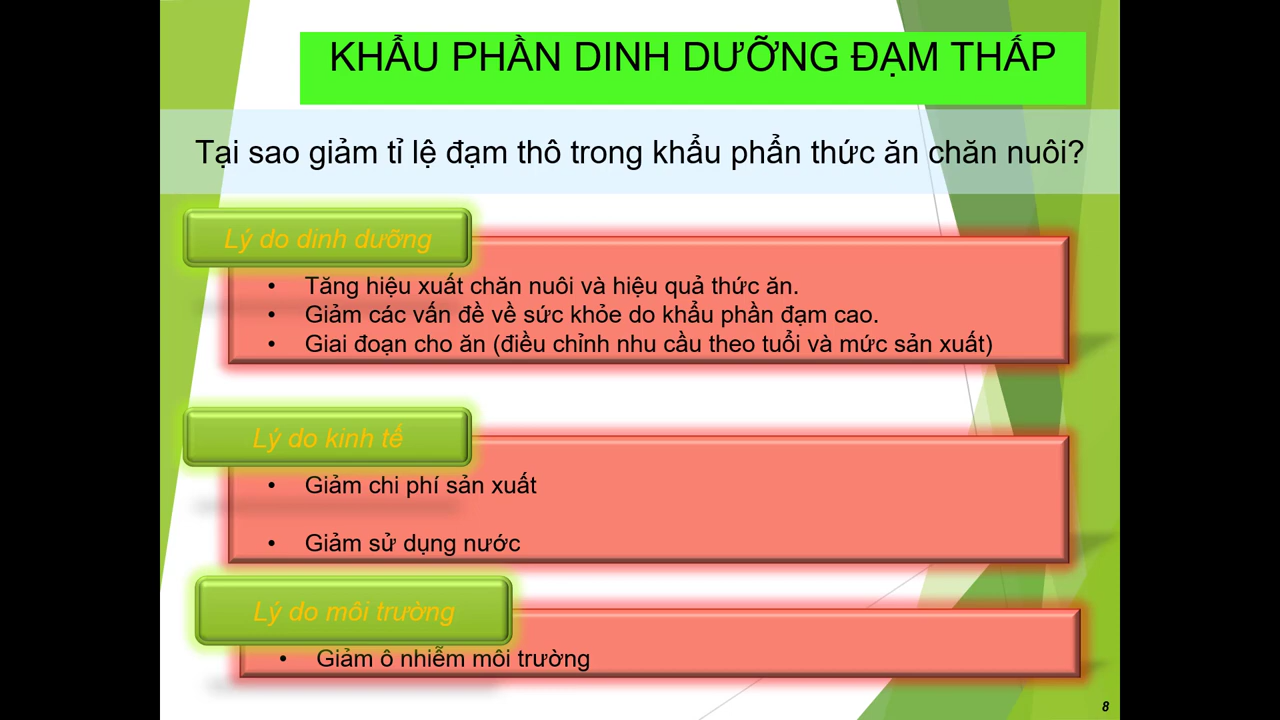 KHẨU PHẦN DINH DƯỠNG ĐẠM THẤP
Tại sao giảm tỉ lệ đạm thô trong khẩu phẩn thức ăn chăn nuôi?
Lý do dinh dưỡng
• Tăng hiệu xuất chăn nuôi và hiệu quả thức ăn.
• Giảm các vấn đề về sức khỏe do khẩu phần đạm cao.
• Giai đoạn cho ăn (điều chỉnh nhu cầu theo tuổi và mức sản xuất)
Lý do kinh tế
• Giảm chi phí sản xuất
• Giảm sử dụng nước
Lý do môi trường
• Giảm ô nhiễm môi trường
8